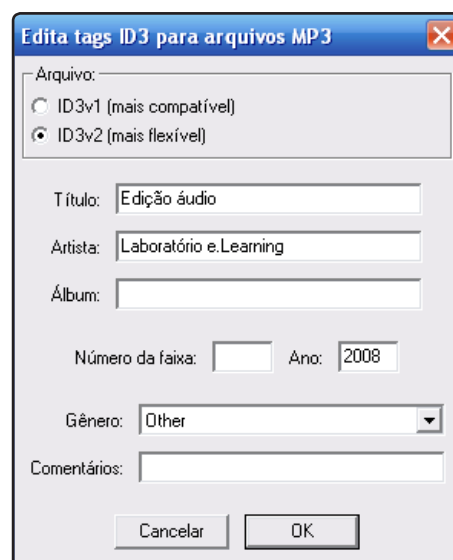 Edita tags ID3 para arquivos MP3
Arquivo:
ID3v1 (mais compatível)
ID3v2 (mais flexível)
Título: Edição áudio
Artista: Laboratório e.Learning
Álbum:
Número da faixa: Ano: 2008
Gênero: Other
Comentários:
Cancelar OK